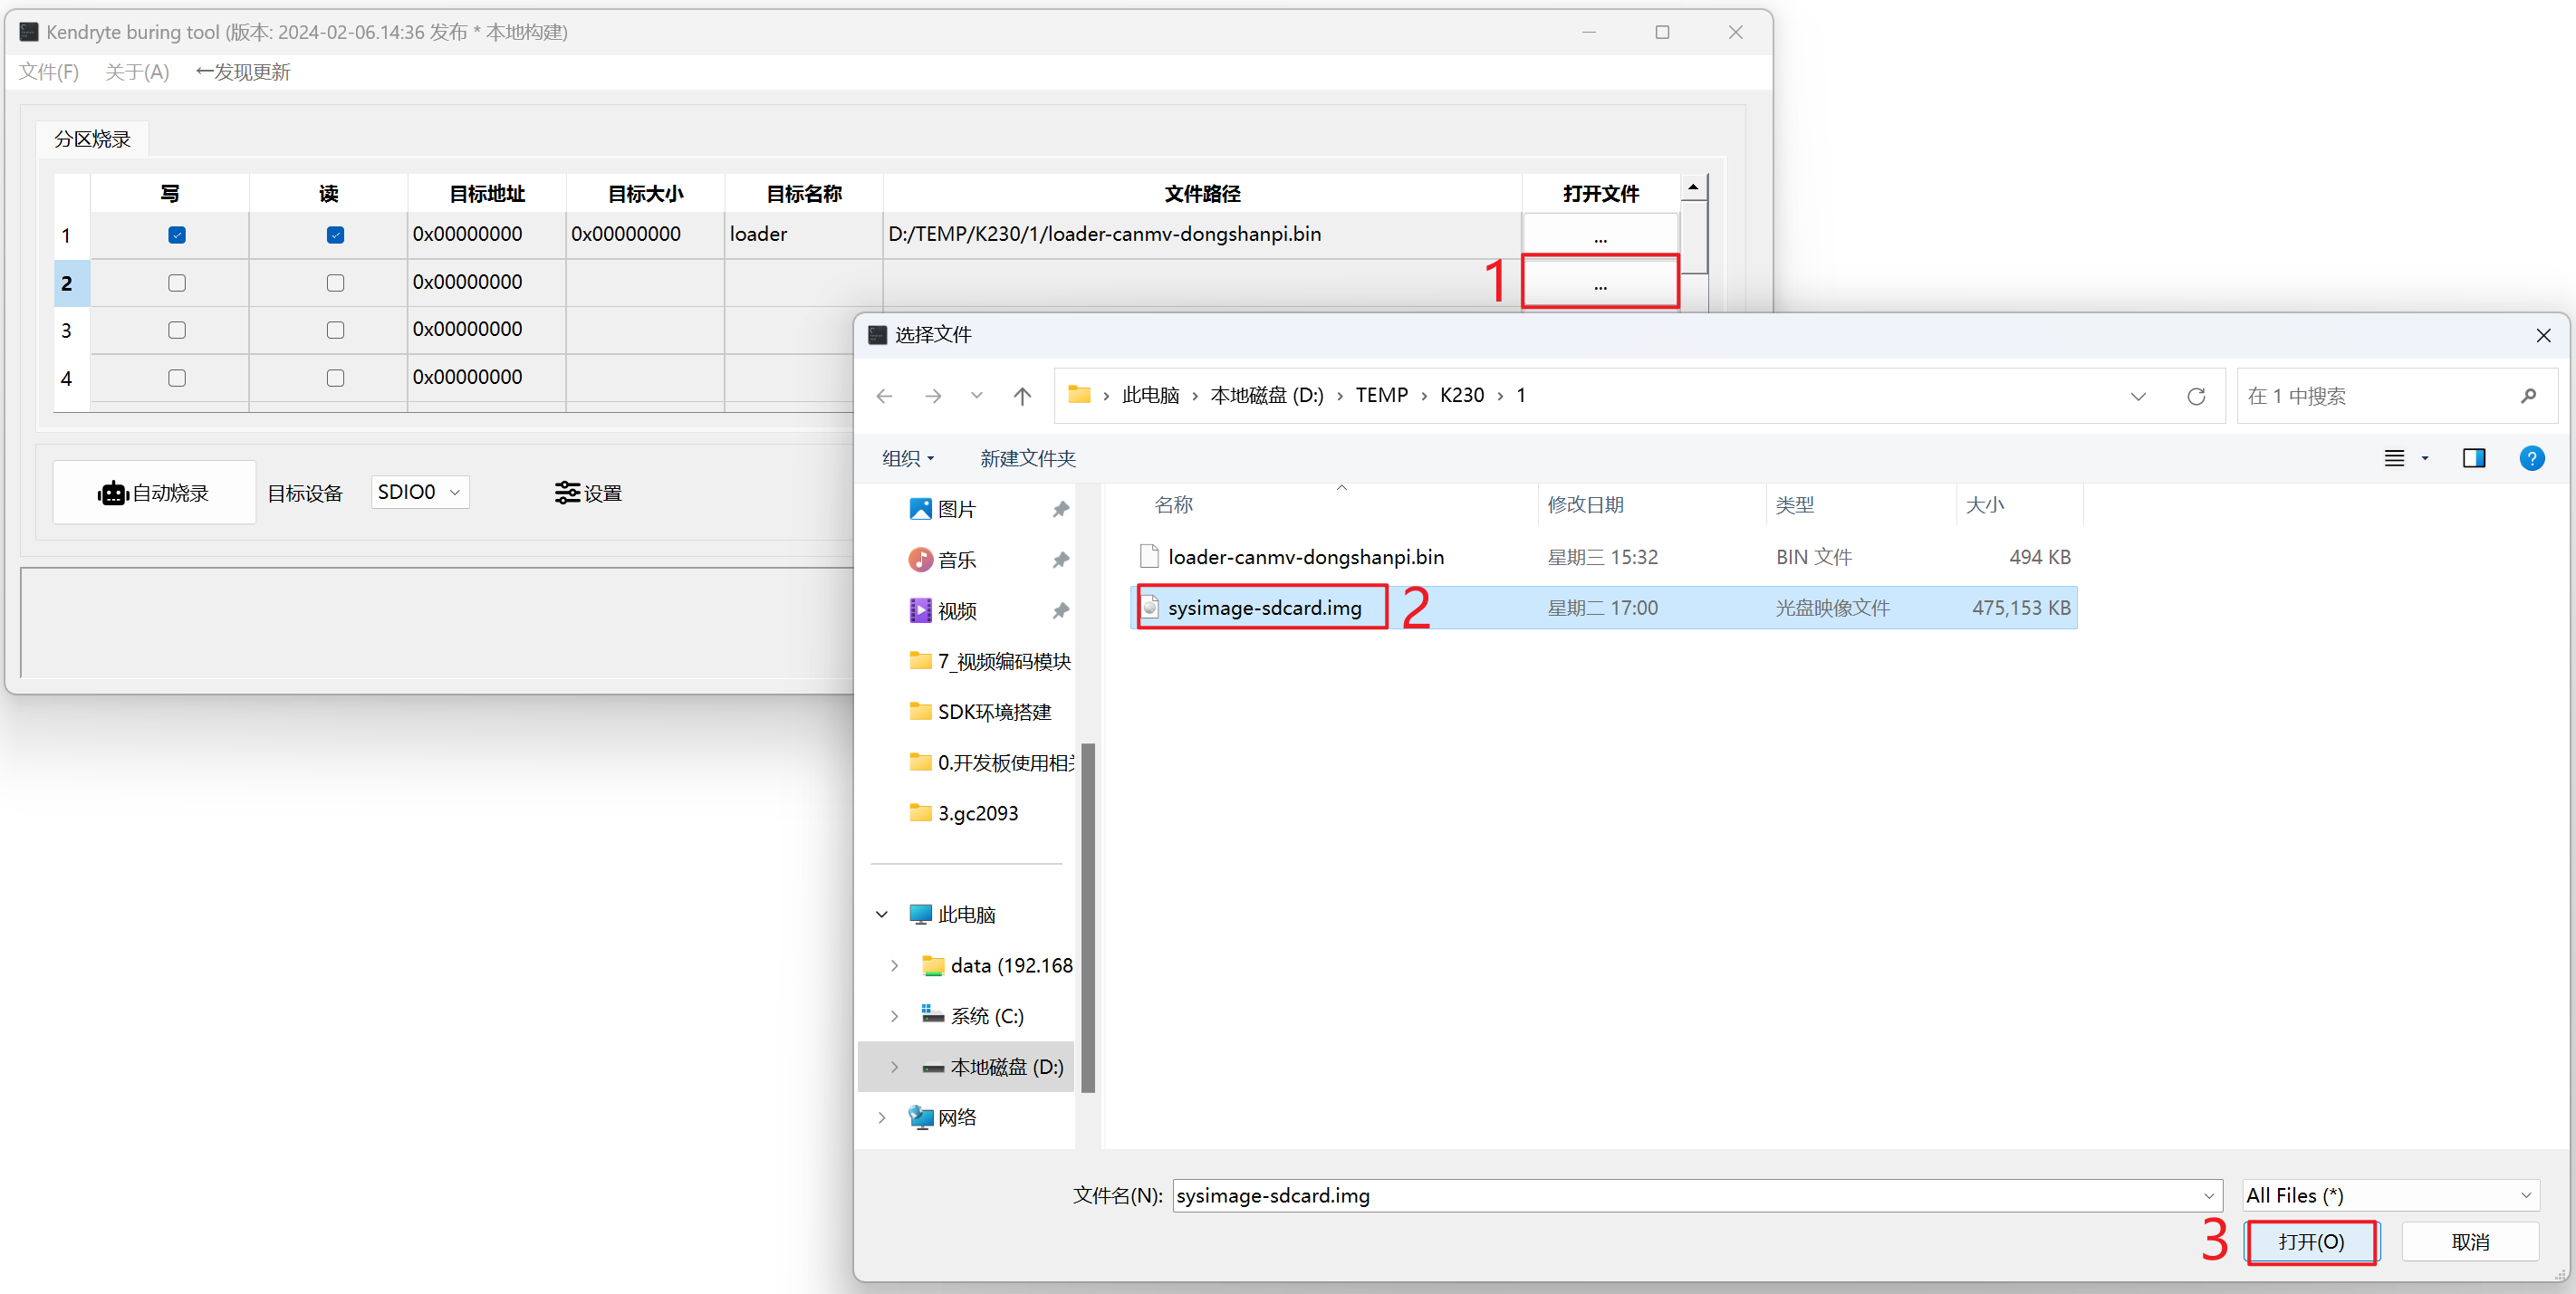 Kendryte buring tool (版本: 2024-02-06.14:36 发布 * 本地构建)
文件(F) 关于(A) ←发现更新
分区烧录
写 读 目标地址 目标大小 目标名称 文件路径 打开文件
1 0x00000000 0x00000000 loader D:/TEMP/K230/1/loader-canmv-dongshanpi.bin ...
2 0x00000000 1 ...
3 0x00000000
4 0x00000000
自动烧录 目标设备 SDIO0 设置
选择文件
此电脑 › 本地磁盘 (D:) › TEMP › K230 › 1
在 1 中搜索
组织 新建文件夹
名称 修改日期 类型 大小
loader-canmv-dongshanpi.bin 星期三 15:32 BIN 文件 494 KB
sysimage-sdcard.img 2 星期二 17:00 光盘映像文件 475,153 KB
图片
音乐
视频
7_视频编码模块
SDK环境搭建
0.开发板使用相
3.gc2093
此电脑
data (192.168
系统 (C:)
本地磁盘 (D:)
网络
文件名(N): sysimage-sdcard.img All Files (*)
3 打开(O) 取消